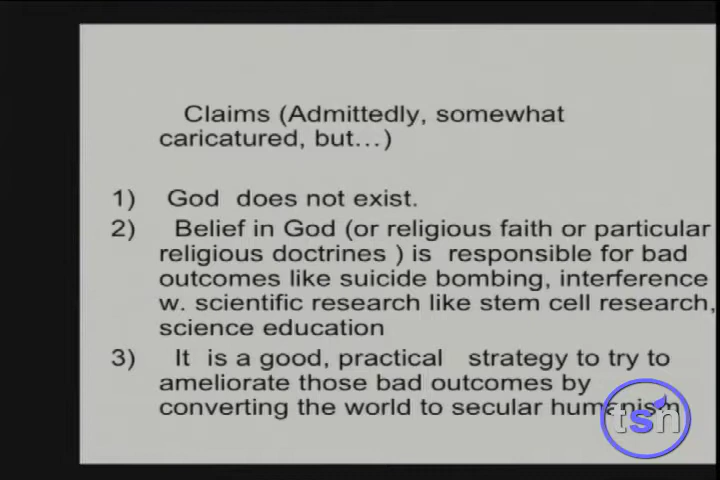 Claims (Admittedly, somewhat
caricatured, but...)
1) God does not exist.
2) Belief in God (or religious faith or particular
religious doctrines ) is responsible for bad
outcomes like suicide bombing, interference
w. scientific research like stem cell research,
science education
3) It is a good, practical strategy to try to
ameliorate those bad outcomes by
converting the world to secular humanism
tsn